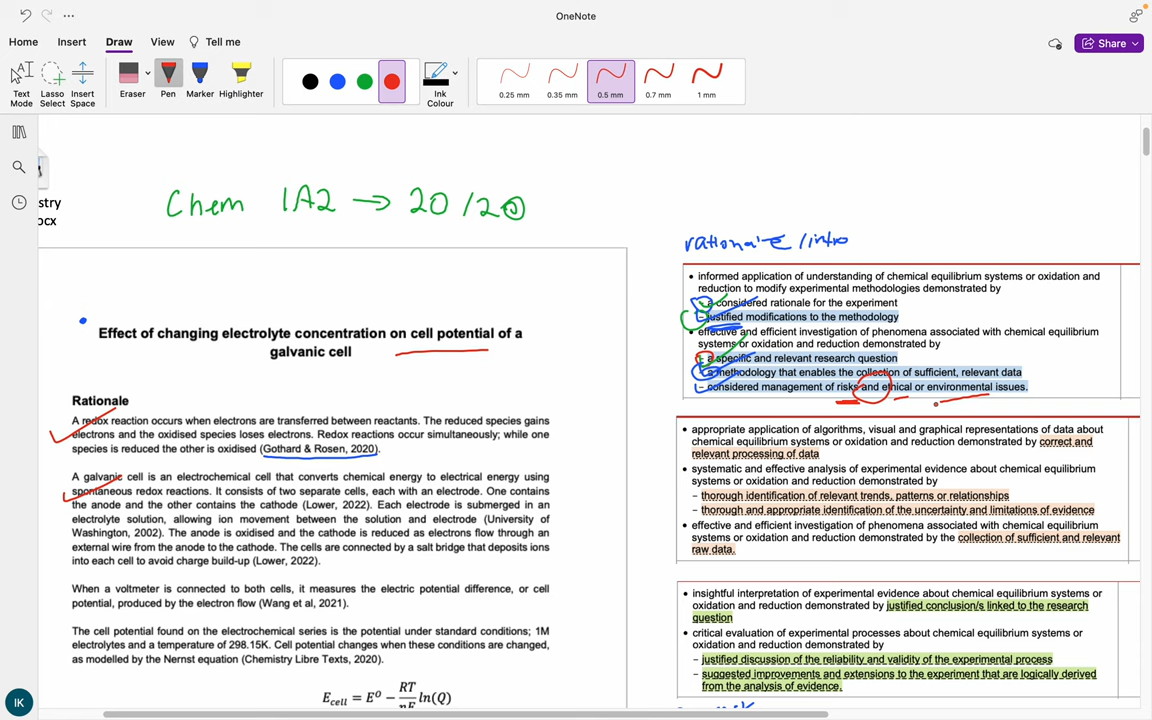 OneNote
Home Insert Draw View Tell me
Share
Text Mode
Lasso Select
Insert Space
Eraser
Pen
Marker
Highlighter
Ink Colour
0.25 mm 0.35 mm 0.5 mm 0.7 mm 1 mm
stry
ocx
Chem IA2 → 20/20
Effect of changing electrolyte concentration on cell potential of a
galvanic cell
Rationale
A redox reaction occurs when electrons are transferred between reactants. The reduced species gains
electrons and the oxidised species loses electrons. Redox reactions occur simultaneously; while one
species is reduced the other is oxidised (Gothard & Rosen, 2020).
A galvanic cell is an electrochemical cell that converts chemical energy to electrical energy using
spontaneous redox reactions. It consists of two separate cells, each with an electrode. One contains
the anode and the other contains the cathode (Lower, 2022). Each electrode is submerged in an
electrolyte solution, allowing ion movement between the solution and electrode (University of
Washington, 2002). The anode is oxidised and the cathode is reduced as electrons flow through an
external wire from the anode to the cathode. The cells are connected by a salt bridge that deposits ions
into each cell to avoid charge build-up (Lower, 2022).
When a voltmeter is connected to both cells, it measures the electric potential difference, or cell
potential, produced by the electron flow (Wang et al, 2021).
The cell potential found on the electrochemical series is the potential under standard conditions; 1M
electrolytes and a temperature of 298.15K. Cell potential changes when these conditions are changed,
as modelled by the Nernst equation (Chemistry Libre Texts, 2020).
E_cell = E⁰ − RT/nF ln(Q)
rationale /intro
• informed application of understanding of chemical equilibrium systems or oxidation and
reduction to modify experimental methodologies demonstrated by
– a considered rationale for the experiment
– justified modifications to the methodology
• effective and efficient investigation of phenomena associated with chemical equilibrium
systems or oxidation and reduction demonstrated by
– a specific and relevant research question
– a methodology that enables the collection of sufficient, relevant data
– considered management of risks and ethical or environmental issues.
• appropriate application of algorithms, visual and graphical representations of data about
chemical equilibrium systems or oxidation and reduction demonstrated by correct and
relevant processing of data
• systematic and effective analysis of experimental evidence about chemical equilibrium
systems or oxidation and reduction demonstrated by
– thorough identification of relevant trends, patterns or relationships
– thorough and appropriate identification of the uncertainty and limitations of evidence
• effective and efficient investigation of phenomena associated with chemical equilibrium
systems or oxidation and reduction demonstrated by the collection of sufficient and relevant
raw data.
• insightful interpretation of experimental evidence about chemical equilibrium systems or
oxidation and reduction demonstrated by justified conclusion/s linked to the research
question
• critical evaluation of experimental processes about chemical equilibrium systems or
oxidation and reduction demonstrated by
– justified discussion of the reliability and validity of the experimental process
– suggested improvements and extensions to the experiment that are logically derived
from the analysis of evidence.
IK